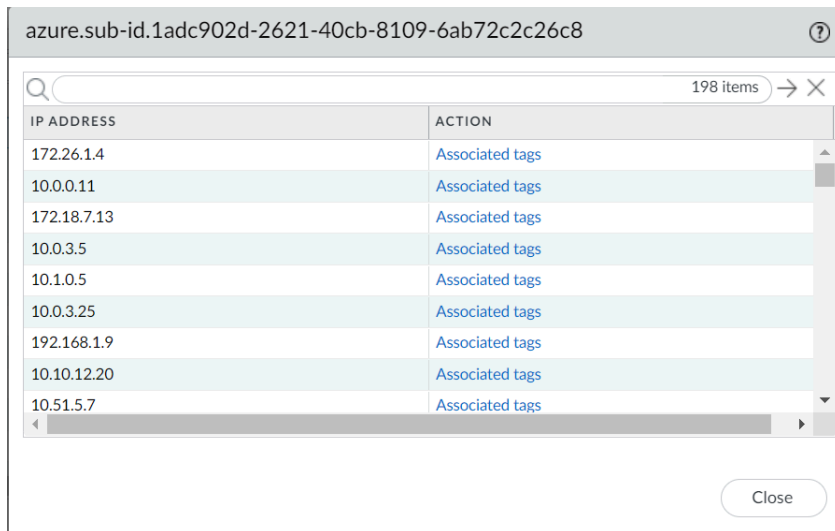 azure.sub-id.1adc902d-2621-40cb-8109-6ab72c2c26c8 ?
198 items
IP ADDRESS ACTION
172.26.1.4 Associated tags
10.0.0.11 Associated tags
172.18.7.13 Associated tags
10.0.3.5 Associated tags
10.1.0.5 Associated tags
10.0.3.25 Associated tags
192.168.1.9 Associated tags
10.10.12.20 Associated tags
10.51.5.7 Associated tags
Close